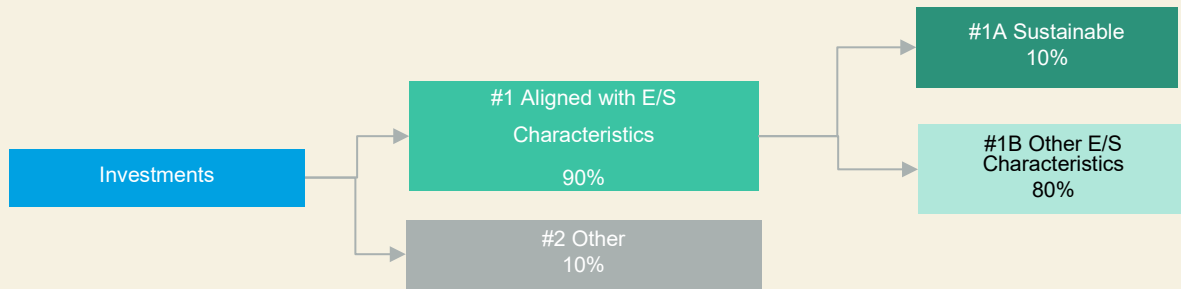 Investments
#1 Aligned with E/S
Characteristics
90%
#2 Other
10%
#1A Sustainable
10%
#1B Other E/S
Characteristics
80%